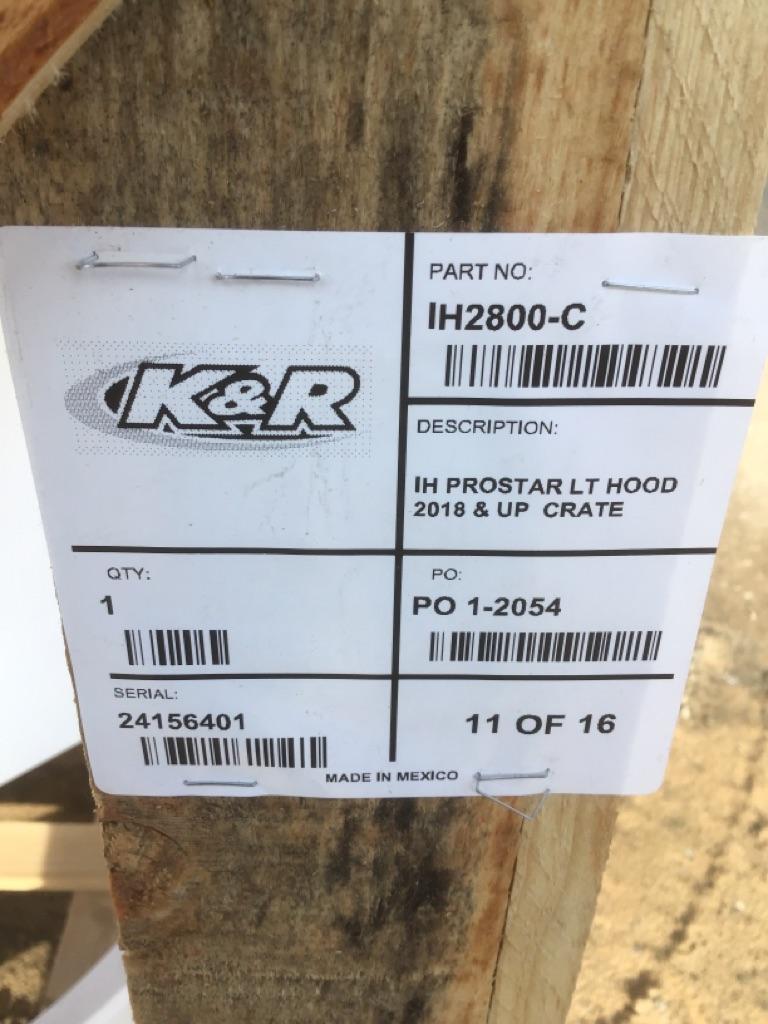 K&R
PART NO:
IH2800-C
DESCRIPTION:
IH PROSTAR LT HOOD
2018 & UP CRATE
QTY:
1
PO:
PO 1-2054
SERIAL:
24156401
11 OF 16
MADE IN MEXICO